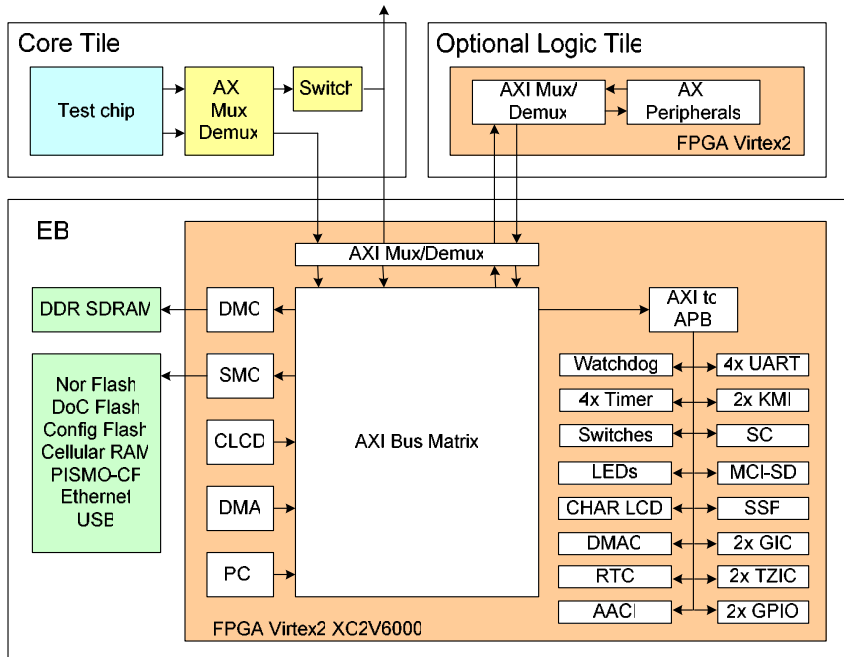 Core Tile
Test chip
AX
Mux
Demux
Switch
Optional Logic Tile
AXI Mux/
Demux
AX
Peripherals
FPGA Virtex2
EB
AXI Mux/Demux
DDR SDRAM
DMC
AXI to
APB
Nor Flash
DoC Flash
Config Flash
Cellular RAM
PISMO-CF
Ethernet
USB
SMC
CLCD
DMA
PC
AXI Bus Matrix
Watchdog
4x UART
4x Timer
2x KMI
Switches
SC
LEDs
MCI-SD
CHAR LCD
SSF
DMAC
2x GIC
RTC
2x TZIC
AACI
2x GPIO
FPGA Virtex2 XC2V6000